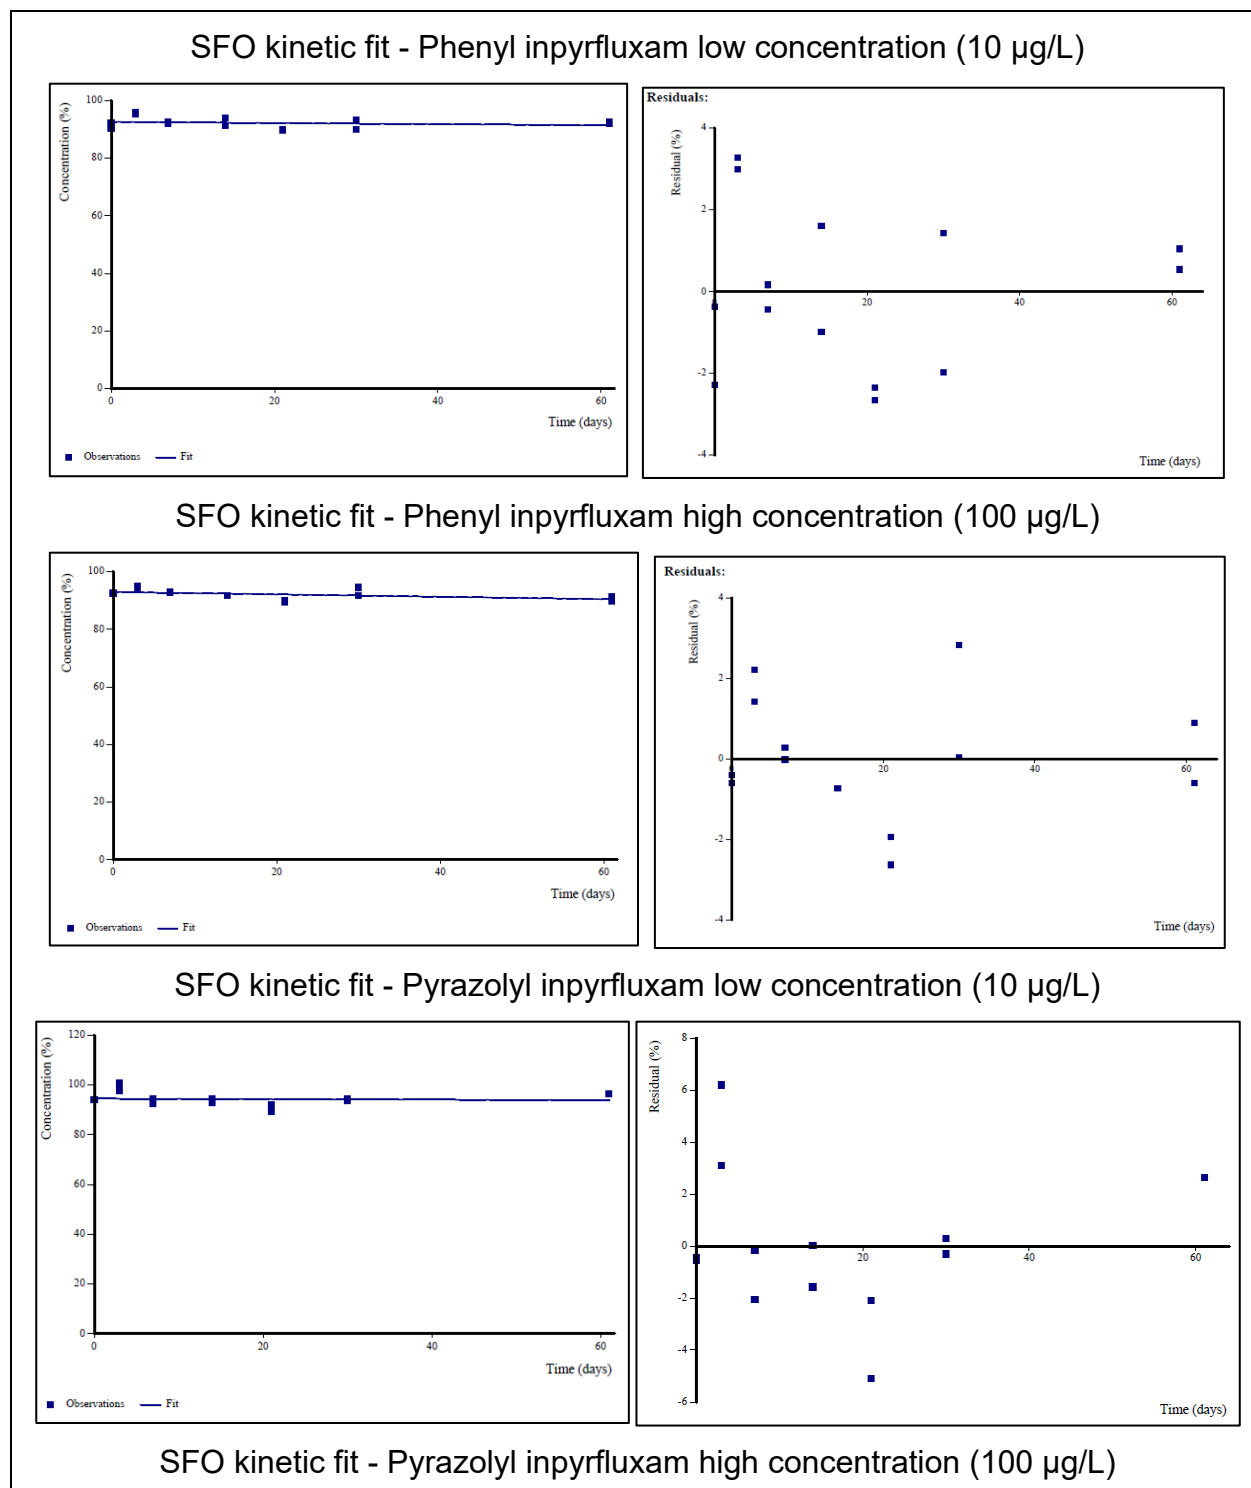 SFO kinetic fit - Phenyl inpyrfluxam low concentration (10 µg/L)
Concentration (%)
100
80
60
40
20
0
0 20 40 60
Time (days)
Observations Fit
Residuals:
Residual (%)
4
2
0
-2
-4
0 20 40 60
Time (days)
SFO kinetic fit - Phenyl inpyrfluxam high concentration (100 µg/L)
Concentration (%)
100
80
60
40
20
0
0 20 40 60
Time (days)
Observations Fit
Residuals:
Residual (%)
4
2
0
-2
-4
0 20 40 60
Time (days)
SFO kinetic fit - Pyrazolyl inpyrfluxam low concentration (10 µg/L)
Concentration (%)
120
100
80
60
40
20
0
0 20 40 60
Time (days)
Observations Fit
Residual (%)
8
6
4
2
0
-2
-4
-6
20 40 60
Time (days)
SFO kinetic fit - Pyrazolyl inpyrfluxam high concentration (100 µg/L)